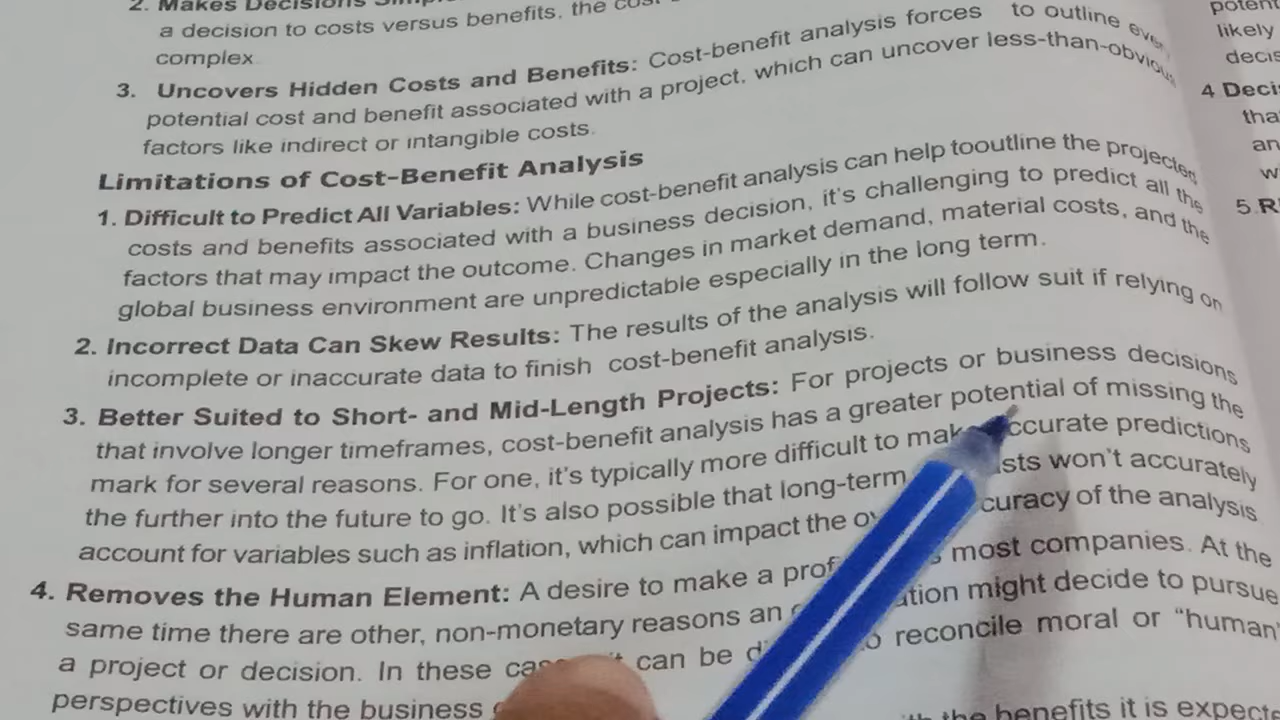 2. Makes Decisions
a decision to costs versus benefits, the
complex
3. Uncovers Hidden Costs and Benefits: Cost-benefit analysis forces to outline every
potential cost and benefit associated with a project, which can uncover less-than-obvious
factors like indirect or intangible costs.
Limitations of Cost-Benefit Analysis
1. Difficult to Predict All Variables: While cost-benefit analysis can help tooutline the projected
costs and benefits associated with a business decision, it's challenging to predict all the
factors that may impact the outcome. Changes in market demand, material costs, and the
global business environment are unpredictable especially in the long term.
2. Incorrect Data Can Skew Results: The results of the analysis will follow suit if relying on
incomplete or inaccurate data to finish cost-benefit analysis.
3. Better Suited to Short- and Mid-Length Projects: For projects or business decisions
that involve longer timeframes, cost-benefit analysis has a greater potential of missing the
mark for several reasons. For one, it's typically more difficult to make accurate predictions
the further into the future to go. It's also possible that long-term won't accurately
account for variables such as inflation, which can impact the of the analysis
4. Removes the Human Element: A desire to make a most companies. At the
same time there are other, non-monetary reasons an might decide to pursue
a project or decision. In these can be reconcile moral or "human"
perspectives with the business
the benefits it is
likely
4 Deci
tha
an
w
5.R